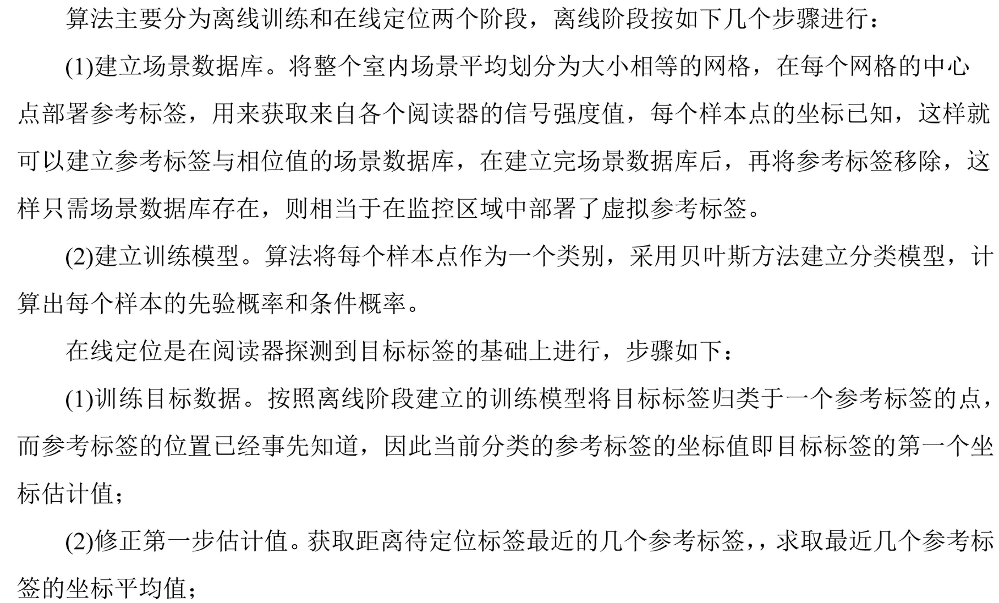 算法主要分为离线训练和在线定位两个阶段，离线阶段按如下几个步骤进行：
(1)建立场景数据库。将整个室内场景平均划分为大小相等的网格，在每个网格的中心
点部署参考标签，用来获取来自各个阅读器的信号强度值，每个样本点的坐标已知，这样就
可以建立参考标签与相位值的场景数据库，在建立完场景数据库后，再将参考标签移除，这
样只需场景数据库存在，则相当于在监控区域中部署了虚拟参考标签。
(2)建立训练模型。算法将每个样本点作为一个类别，采用贝叶斯方法建立分类模型，计
算出每个样本的先验概率和条件概率。
在线定位是在阅读器探测到目标标签的基础上进行，步骤如下：
(1)训练目标数据。按照离线阶段建立的训练模型将目标标签归类于一个参考标签的点，
而参考标签的位置已经事先知道，因此当前分类的参考标签的坐标值即目标标签的第一个坐
标估计值；
(2)修正第一步估计值。获取距离待定位标签最近的几个参考标签，，求取最近几个参考标
签的坐标平均值；